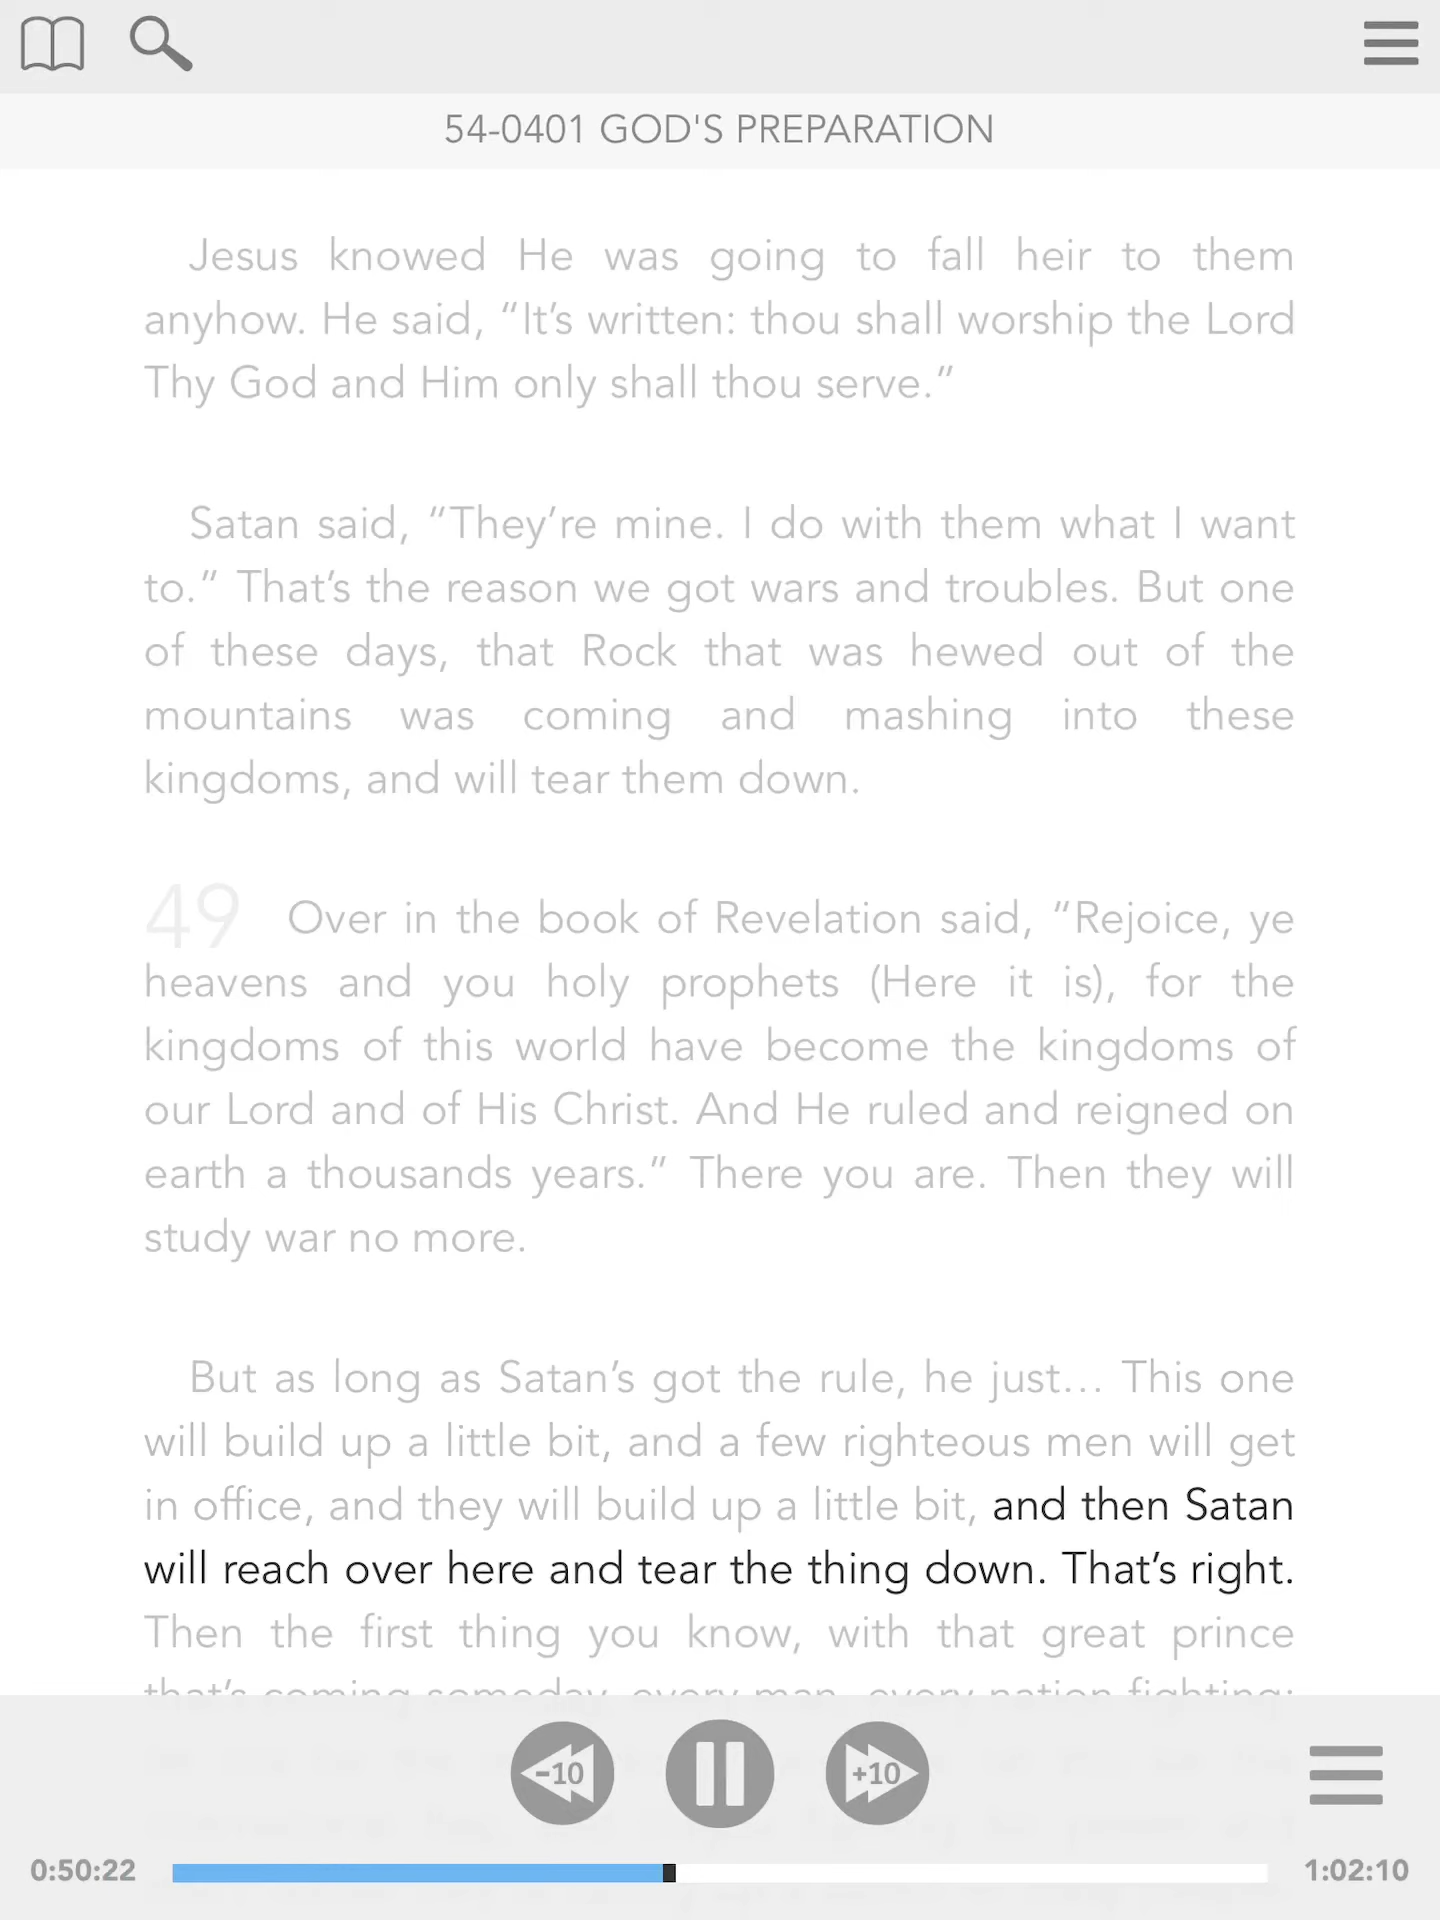 54-0401 GOD'S PREPARATION
Jesus knowed He was going to fall heir to them
anyhow. He said, “It’s written: thou shall worship the Lord
Thy God and Him only shall thou serve.”
Satan said, “They’re mine. I do with them what I want
to.” That’s the reason we got wars and troubles. But one
of these days, that Rock that was hewed out of the
mountains was coming and mashing into these
kingdoms, and will tear them down.
49 Over in the book of Revelation said, “Rejoice, ye
heavens and you holy prophets (Here it is), for the
kingdoms of this world have become the kingdoms of
our Lord and of His Christ. And He ruled and reigned on
earth a thousands years.” There you are. Then they will
study war no more.
But as long as Satan’s got the rule, he just… This one
will build up a little bit, and a few righteous men will get
in office, and they will build up a little bit, and then Satan
will reach over here and tear the thing down. That’s right.
Then the first thing you know, with that great prince
that’s coming someday, every man, every nation fighting;
-10 +10
0:50:22 1:02:10